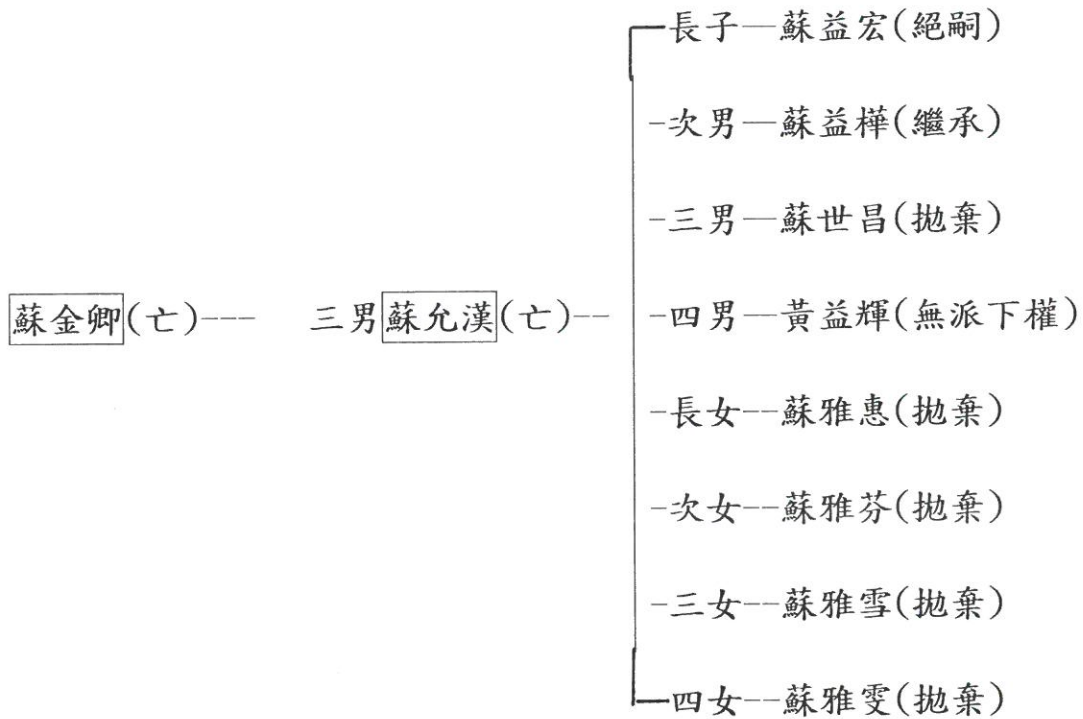 長子—蘇益宏(絕嗣)
次男—蘇益樺(繼承)
三男—蘇世昌(拋棄)
蘇金卿(亡)--- 三男蘇允漢(亡)-- 四男—黃益輝(無派下權)
長女--蘇雅惠(拋棄)
次女--蘇雅芬(拋棄)
三女--蘇雅雪(拋棄)
四女--蘇雅雯(拋棄)